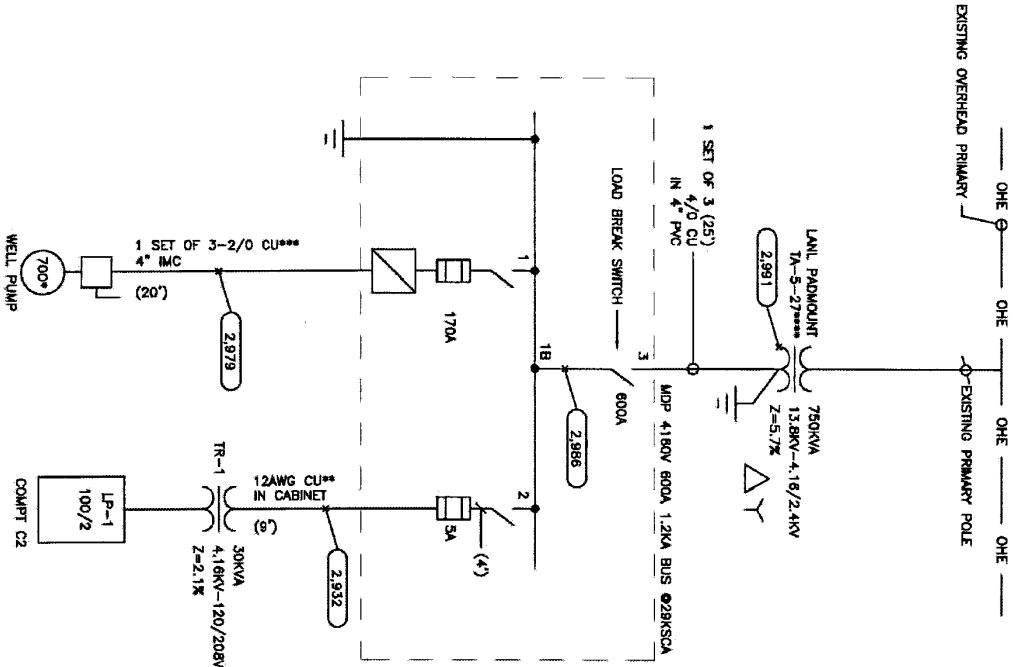 EXISTING OVERHEAD PRIMARY
OHE
OHE
OHE
OHE
EXISTING PRIMARY POLE
LANL PADMOUNT
TA-5-27****
750KVA
13.8KV-4.16/2.4KV
Z=5.7%
2,991
1 SET OF 3 (25')
4/0 CU
IN 4" PVC
MDP 4160V 600A 1.2KA BUS @29KSCA
LOAD BREAK SWITCH
3
600A
2,986
1B
1
2
170A
5A
(4')
1 SET OF 3-2/0 CU***
4" IMC
(20')
2,979
12AWG CU**
IN CABINET
(9')
2,932
700*
WELL PUMP
TR-1
30KVA
4.16KV-120/208V
Z=2.1%
LP-1
100/2
COMPT C2